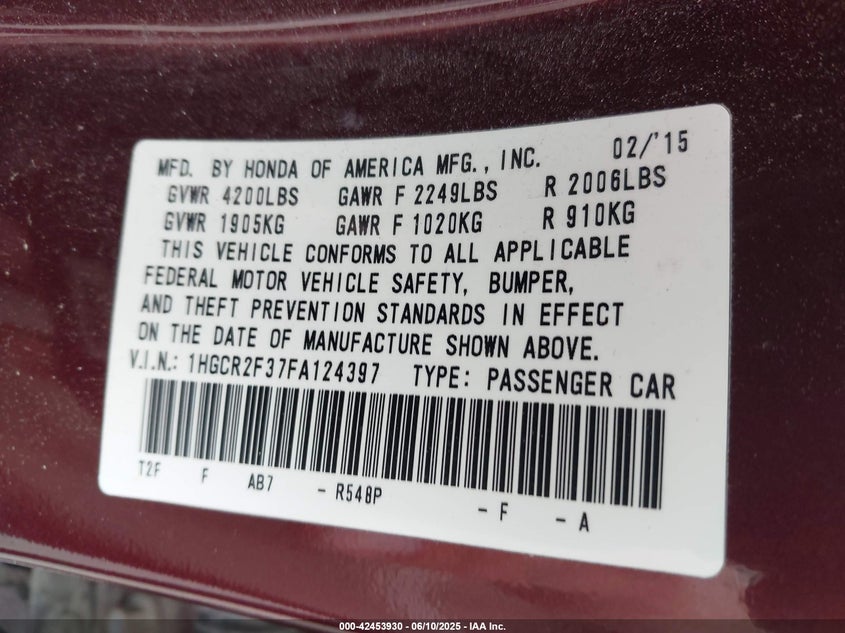 MFD. BY HONDA OF AMERICA MFG., INC. 02/'15
GVWR 4200LBS GAWR F 2249LBS R 2006LBS
GVWR 1905KG GAWR F 1020KG R 910KG
THIS VEHICLE CONFORMS TO ALL APPLICABLE
FEDERAL MOTOR VEHICLE SAFETY, BUMPER,
AND THEFT PREVENTION STANDARDS IN EFFECT
ON THE DATE OF MANUFACTURE SHOWN ABOVE.
V.I.N.: 1HGCR2F37FA124397 TYPE: PASSENGER CAR
T2F F AB7 - R548P - F - A
000-42453930 - 06/10/2025 - IAA Inc.